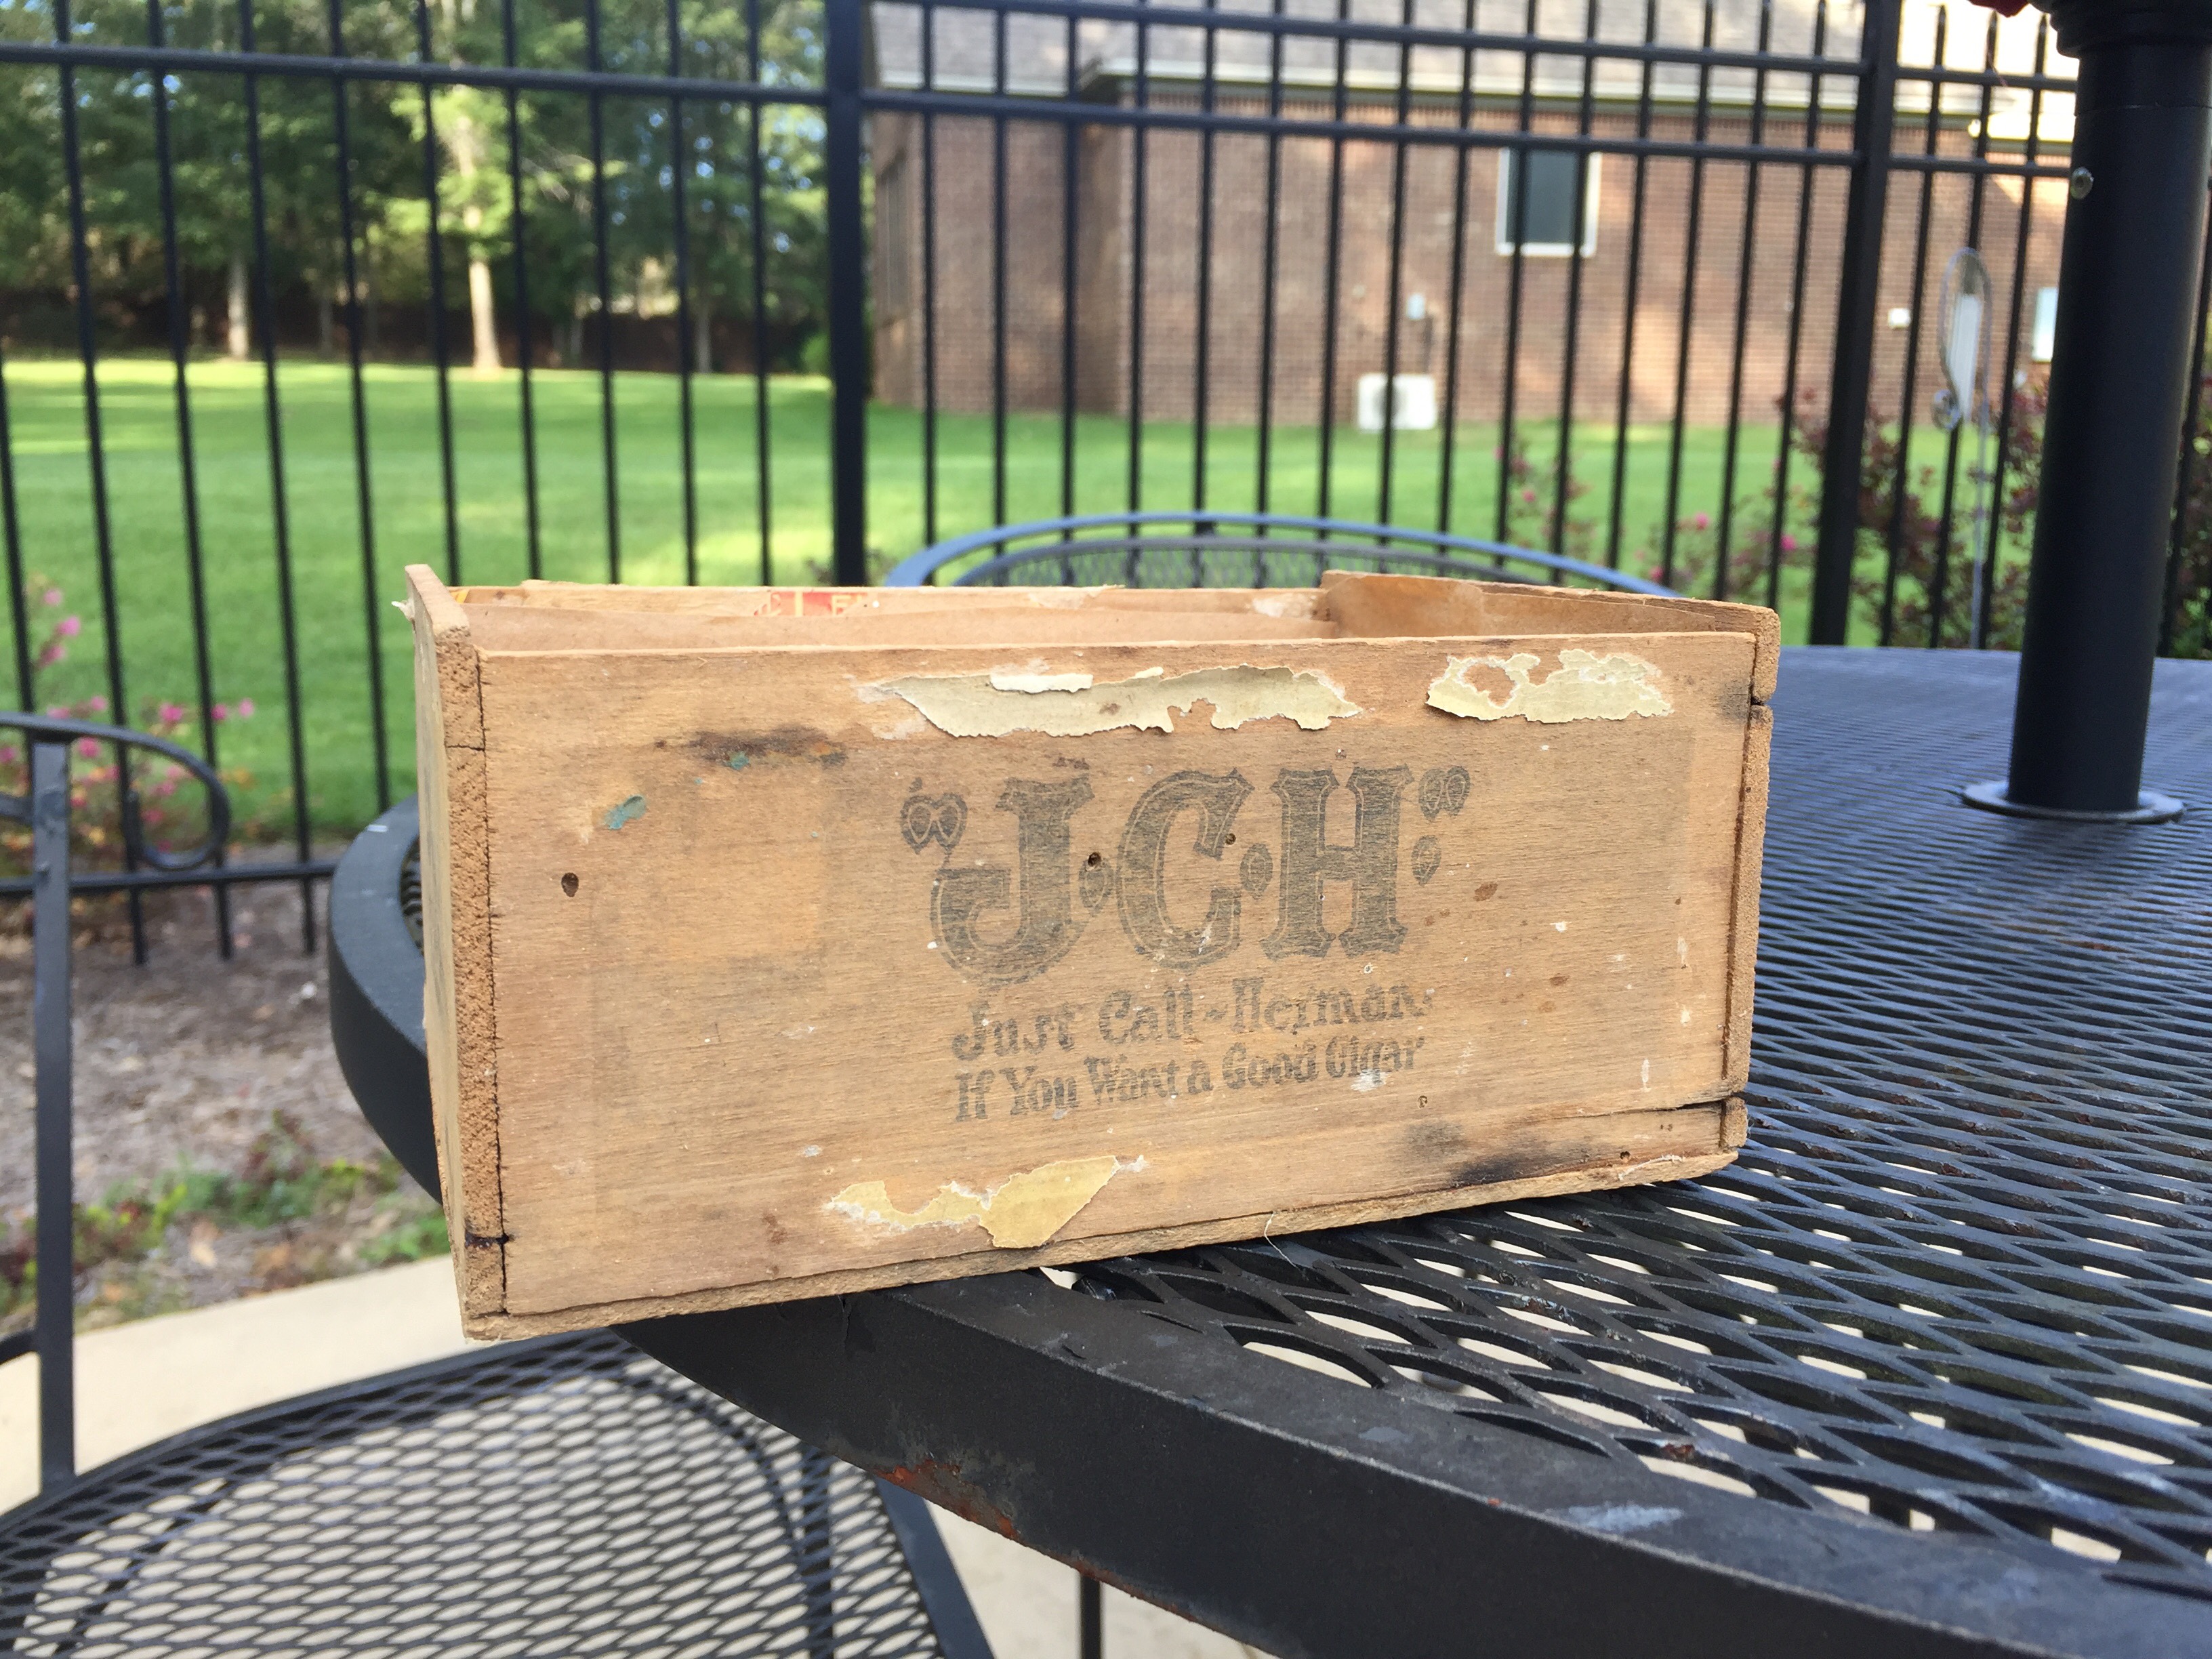 "J·C·H·"
Just Call-Herman
If You Want a Good Cigar